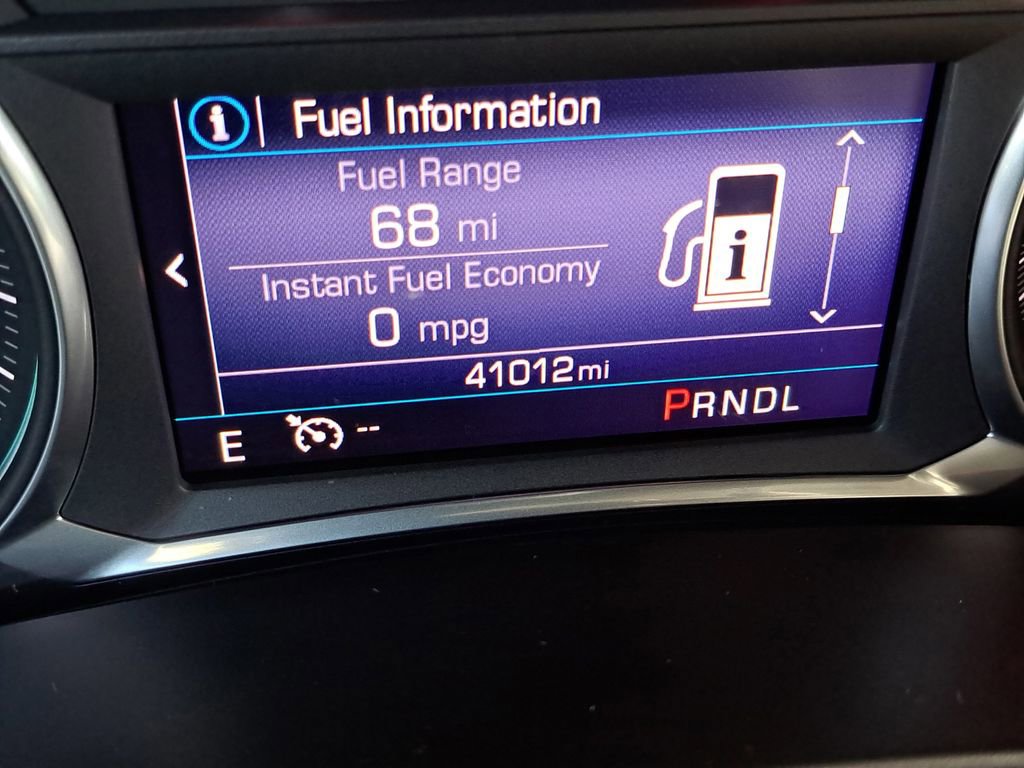 i Fuel Information
Fuel Range
68 mi
Instant Fuel Economy
0 mpg
i
41012mi
PRNDL
E --